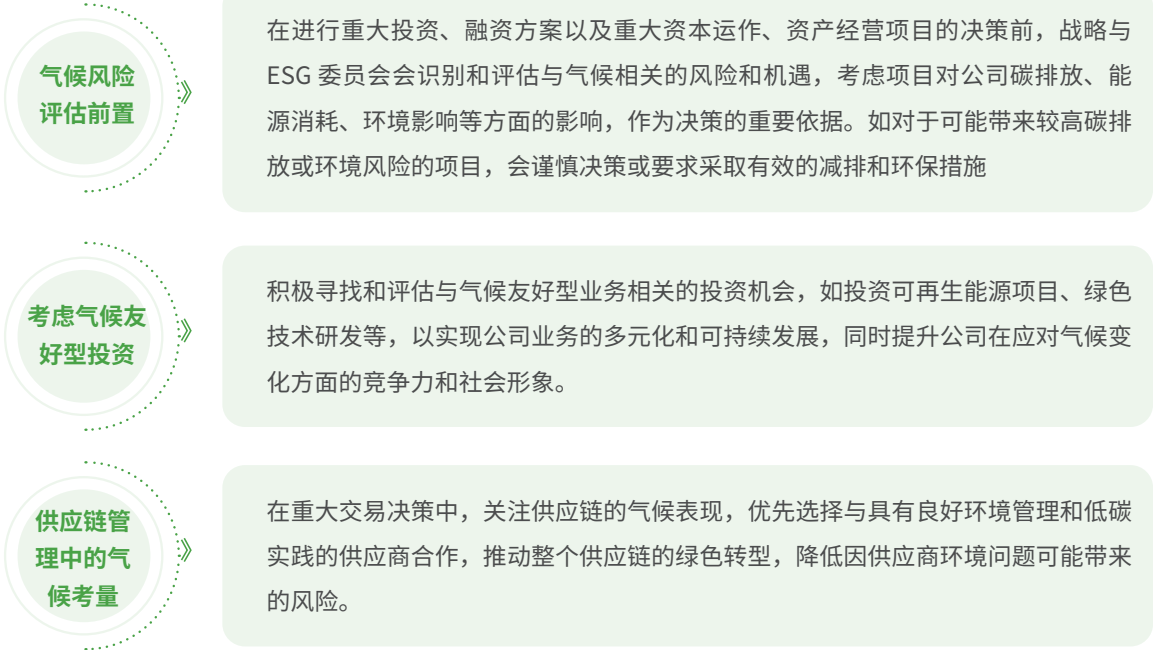 气候风险
评估前置
在进行重大投资、融资方案以及重大资本运作、资产经营项目的决策前，战略与
ESG 委员会会识别和评估与气候相关的风险和机遇，考虑项目对公司碳排放、能
源消耗、环境影响等方面的影响，作为决策的重要依据。如对于可能带来较高碳排
放或环境风险的项目，会谨慎决策或要求采取有效的减排和环保措施
考虑气候友
好型投资
积极寻找和评估与气候友好型业务相关的投资机会，如投资可再生能源项目、绿色
技术研发等，以实现公司业务的多元化和可持续发展，同时提升公司在应对气候变
化方面的竞争力和社会形象。
供应链管
理中的气
候考量
在重大交易决策中，关注供应链的气候表现，优先选择与具有良好环境管理和低碳
实践的供应商合作，推动整个供应链的绿色转型，降低因供应商环境问题可能带来
的风险。